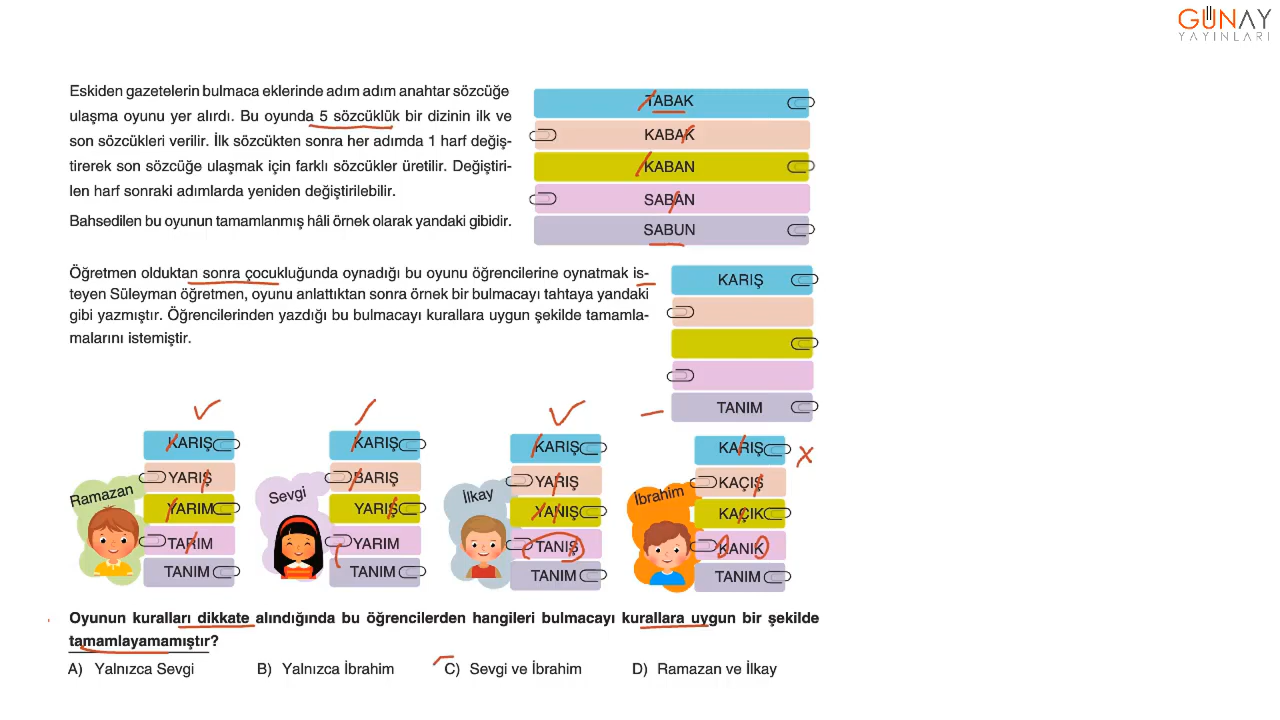 GÜNAY
YAYINLARI
Eskiden gazetelerin bulmaca eklerinde adım adım anahtar sözcüğe
ulaşma oyunu yer alırdı. Bu oyunda 5 sözcüklük bir dizinin ilk ve
son sözcükleri verilir. İlk sözcükten sonra her adımda 1 harf değiş-
tirerek son sözcüğe ulaşmak için farklı sözcükler üretilir. Değiştiri-
len harf sonraki adımlarda yeniden değiştirilebilir.
Bahsedilen bu oyunun tamamlanmış hâli örnek olarak yandaki gibidir.
TABAK
KABAK
KABAN
SABAN
SABUN
Öğretmen olduktan sonra çocukluğunda oynadığı bu oyunu öğrencilerine oynatmak is-
teyen Süleyman öğretmen, oyunu anlattıktan sonra örnek bir bulmacayı tahtaya yandaki
gibi yazmıştır. Öğrencilerinden yazdığı bu bulmacayı kurallara uygun şekilde tamamla-
malarını istemiştir.
KARIŞ
TANIM
Ramazan
KARIŞ
YARIŞ
YARIM
TARIM
TANIM
Sevgi
KARIŞ
BARIŞ
YARIŞ
YARIM
TANIM
İlkay
KARIŞ
YARIŞ
YANIŞ
TANIŞ
TANIM
İbrahim
KARIŞ
KAÇIŞ
KAÇIK
KANIK
TANIM
Oyunun kuralları dikkate alındığında bu öğrencilerden hangileri bulmacayı kurallara uygun bir şekilde
tamamlayamamıştır?
A) Yalnızca Sevgi
B) Yalnızca İbrahim
C) Sevgi ve İbrahim
D) Ramazan ve İlkay